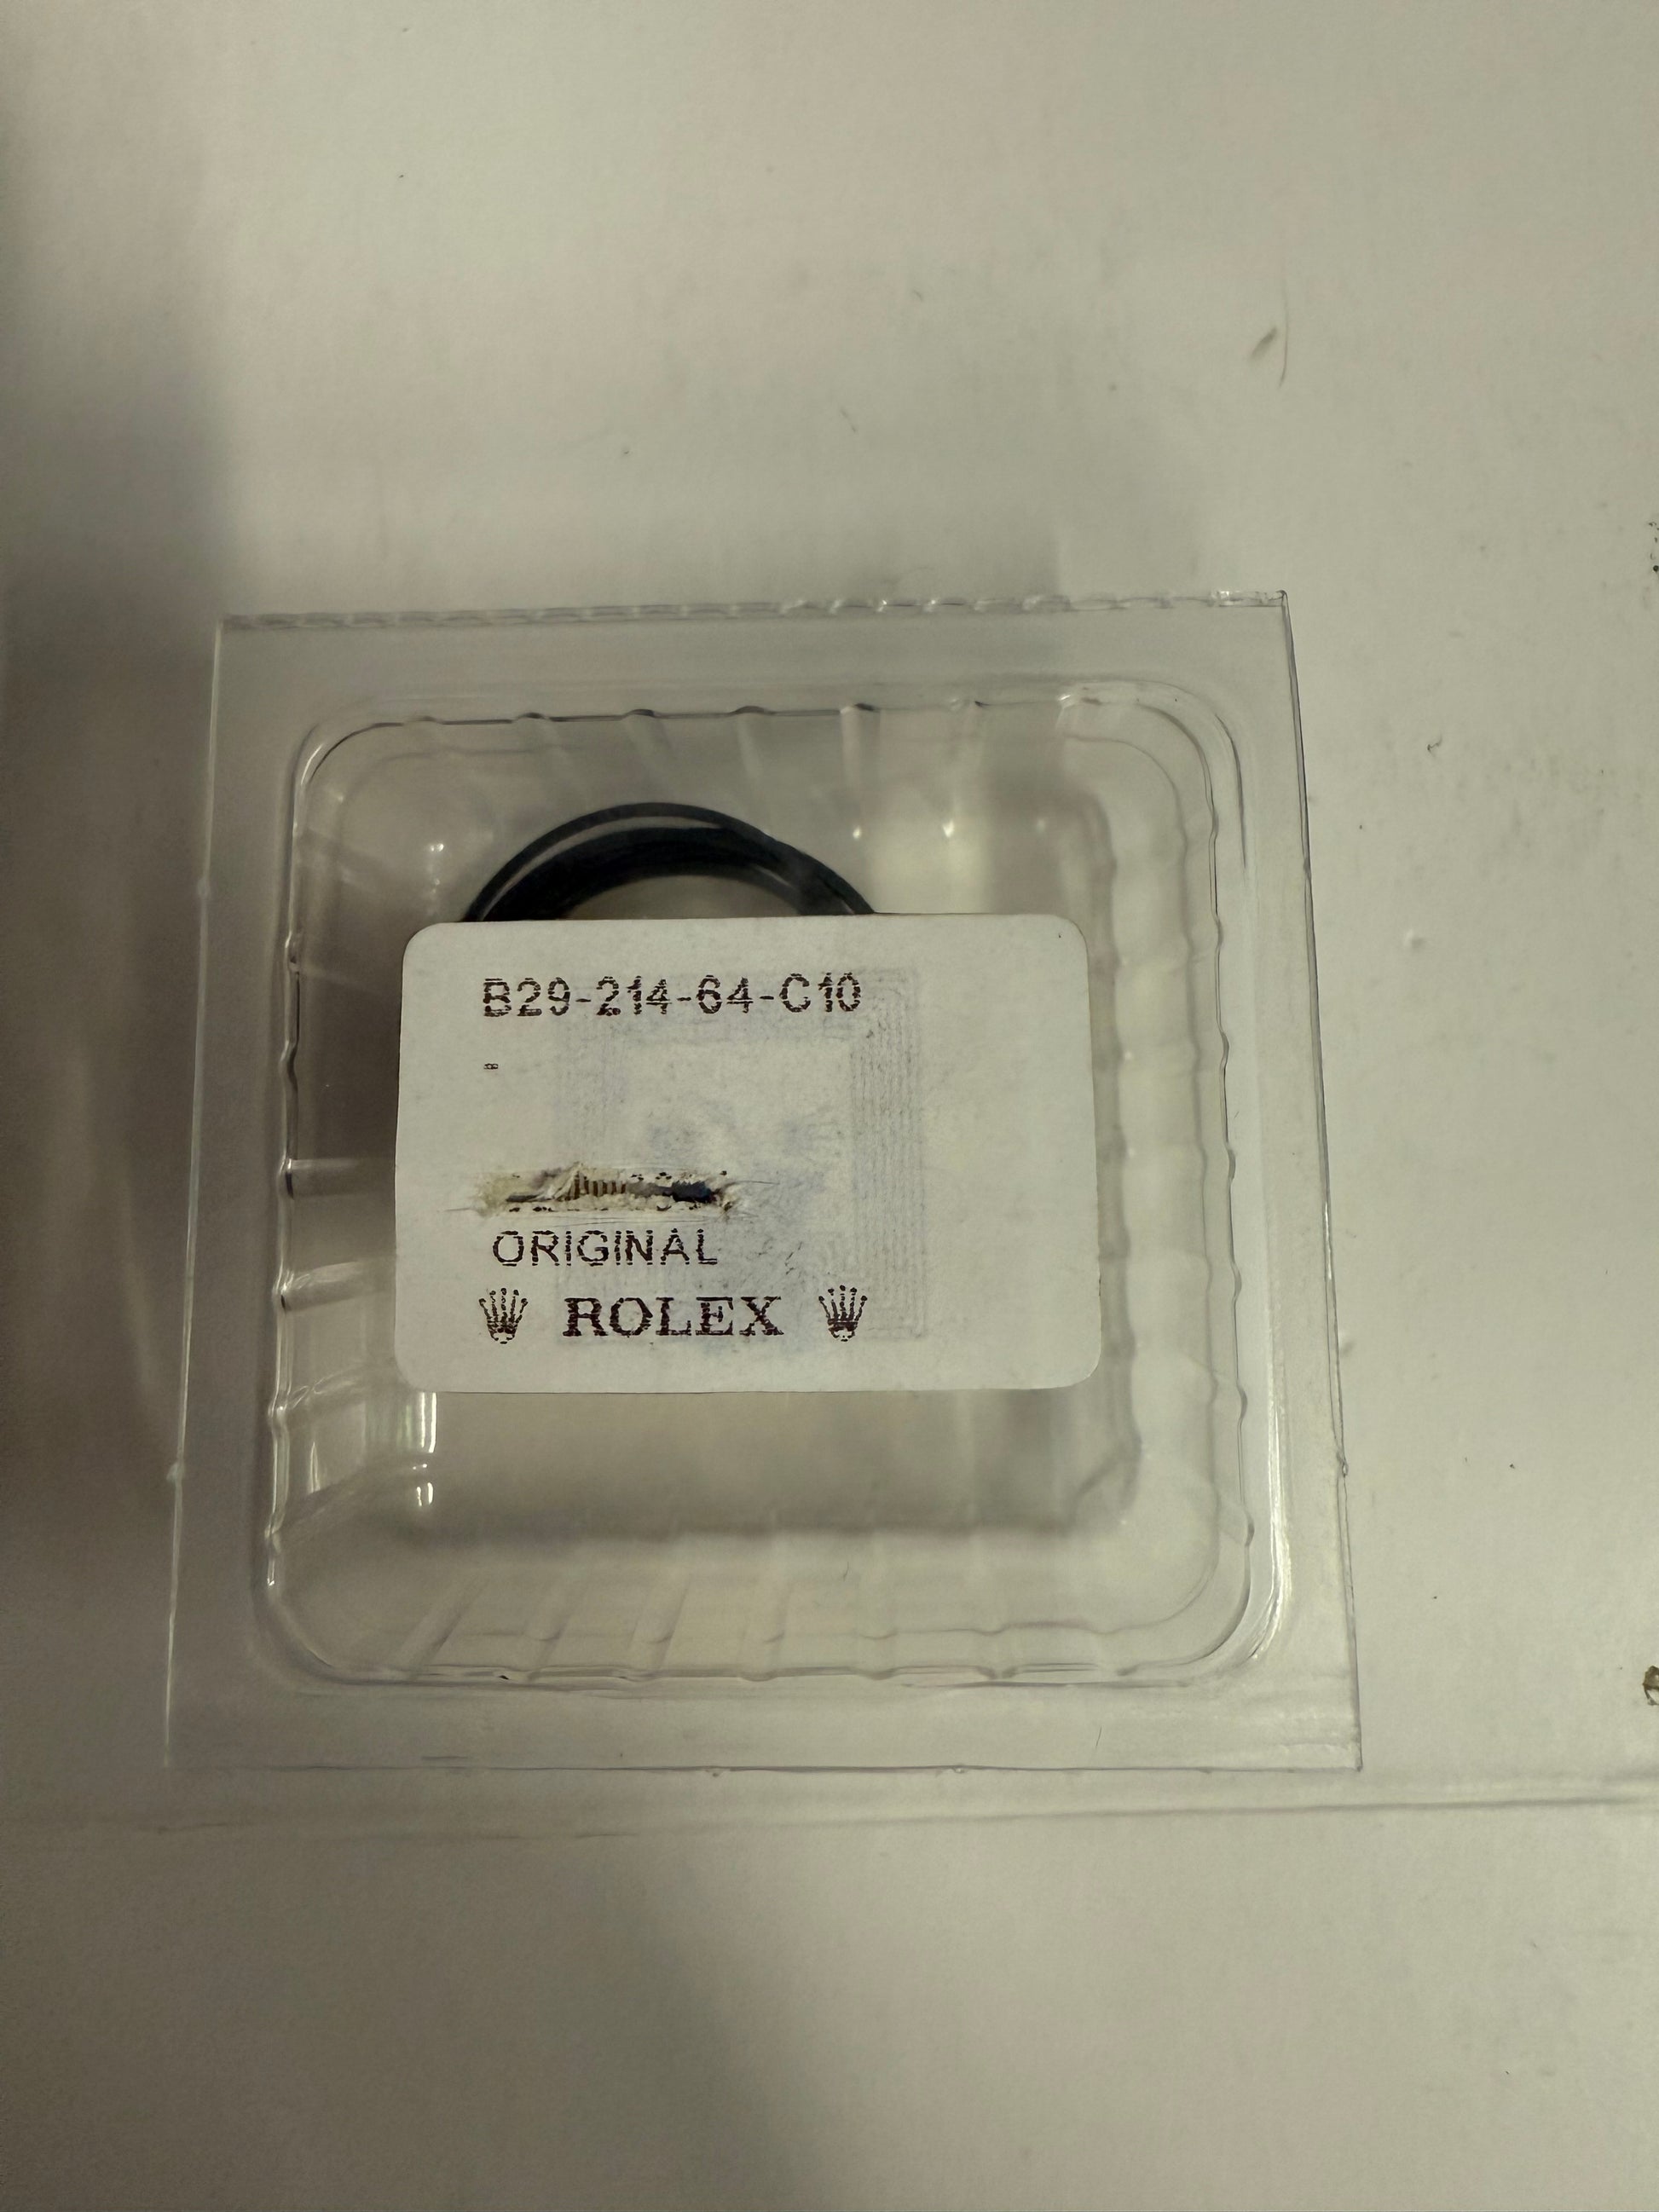 B29-214-64-C10
-
ORIGINAL
ROLEX